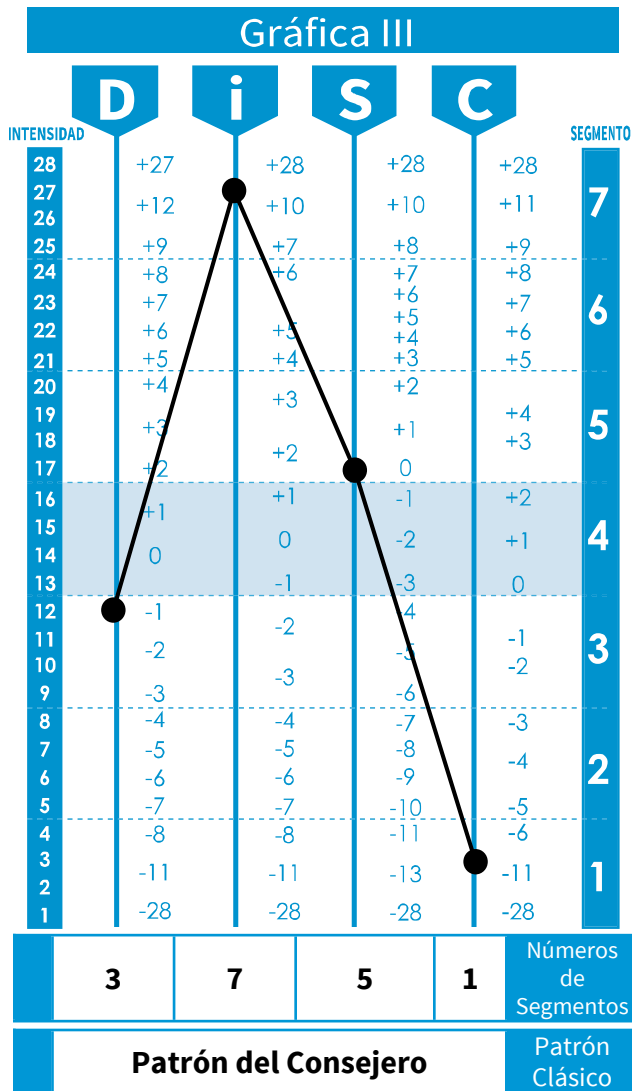 Gráfica III
D i S C
INTENSIDAD SEGMENTO
28 +27 +28 +28 +28
27 7
+12 +10 +10 +11
26
25 +9 +7 +8 +9
24 +8 +6 +7 +8
+6
23 +7 +7 6
+5
22 +6 +5 +6
+4
21 +5 +4 +3 +5
20 +4 +2
+3
19 +4
+3 +1 5
18 +3
+2
17 +2 0
16 +1 -1 +2
+1
15 4
0 -2 +1
14 0
13 -1 -3 0
12 -1 -4
-2
11 -1
-2 -5 3
10 -2
-3
9 -3 -6
8 -4 -4 -7 -3
7 -5 -5 -8
-4 2
6 -6 -6 -9
5 -7 -7 -10 -5
4 -8 -8 -11 -6
3
-11 -11 -13 -11 1
2
1 -28 -28 -28 -28
3 7 5 1
Números
de
Segmentos
Patrón del Consejero
Patrón
Clásico